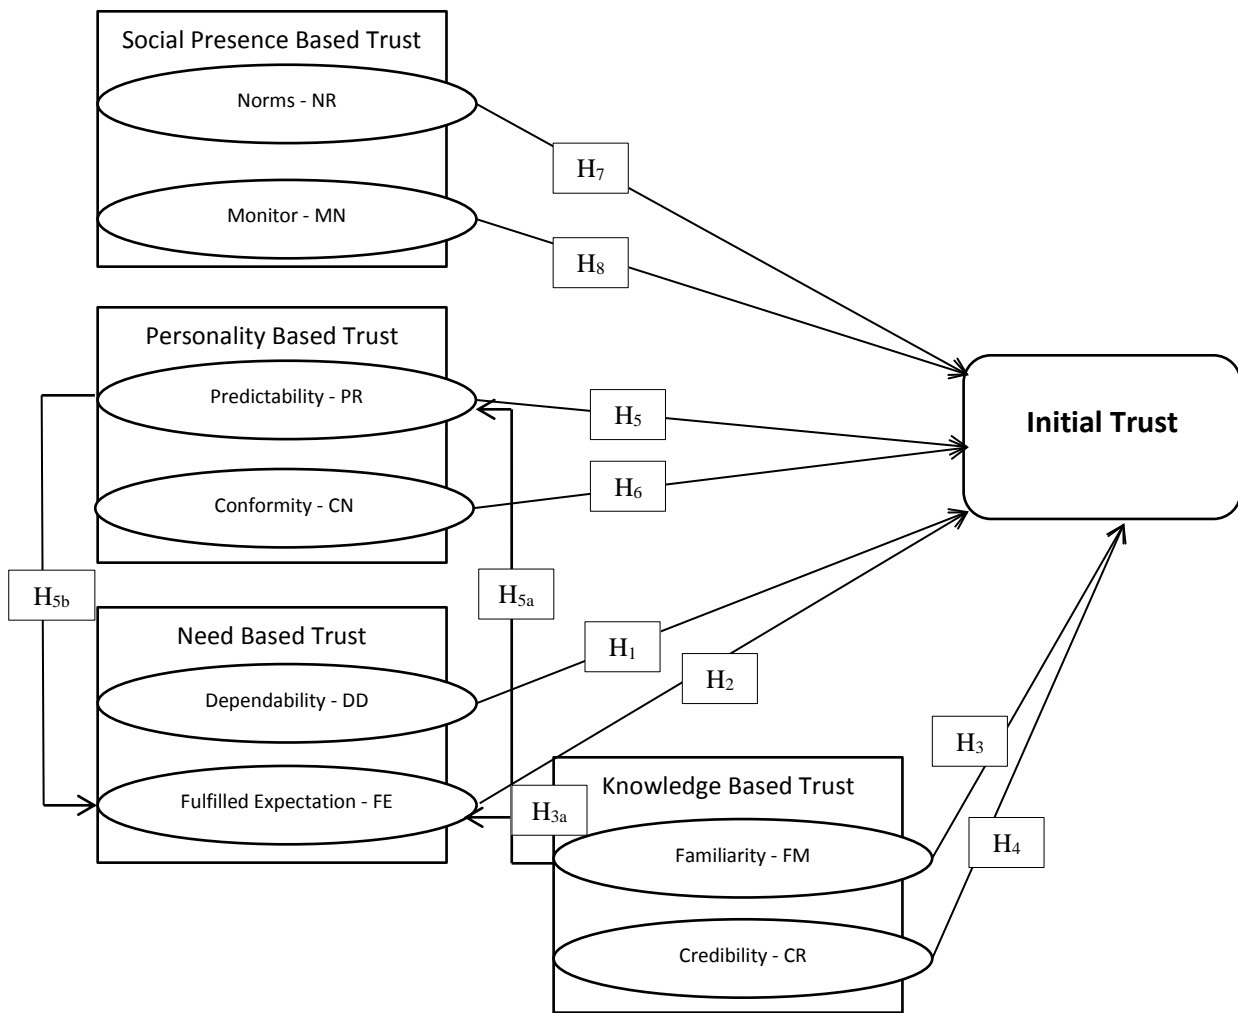 Social Presence Based Trust
Norms - NR
H₇
Monitor - MN
H₈
Personality Based Trust
Predictability - PR
H₅
Initial Trust
Conformity - CN
H₆
H₅b
H₅a
Need Based Trust
H₁
Dependability - DD
H₂
H₃
Knowledge Based Trust
Fulfilled Expectation - FE
H₃a
H₄
Familiarity - FM
Credibility - CR